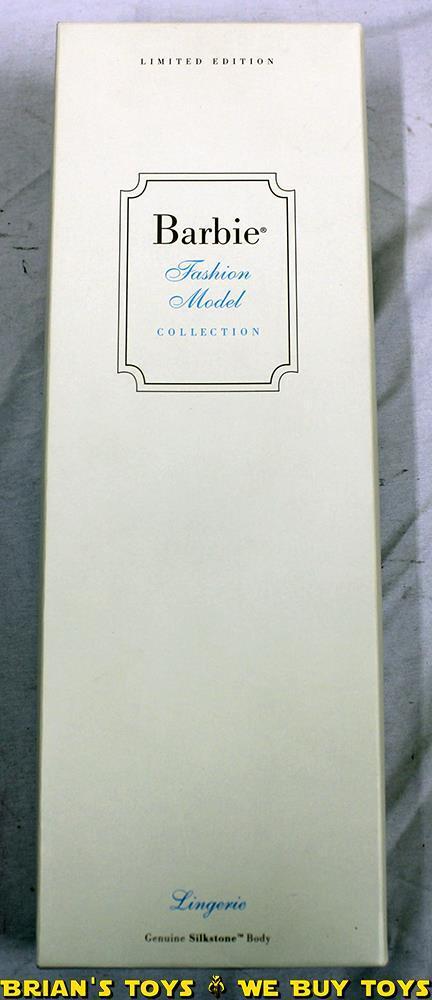 LIMITED EDITION
Barbie®
Fashion
Model
COLLECTION
Lingerie
Genuine Silkstone™ Body
BRIAN'S TOYS WE BUY TOYS